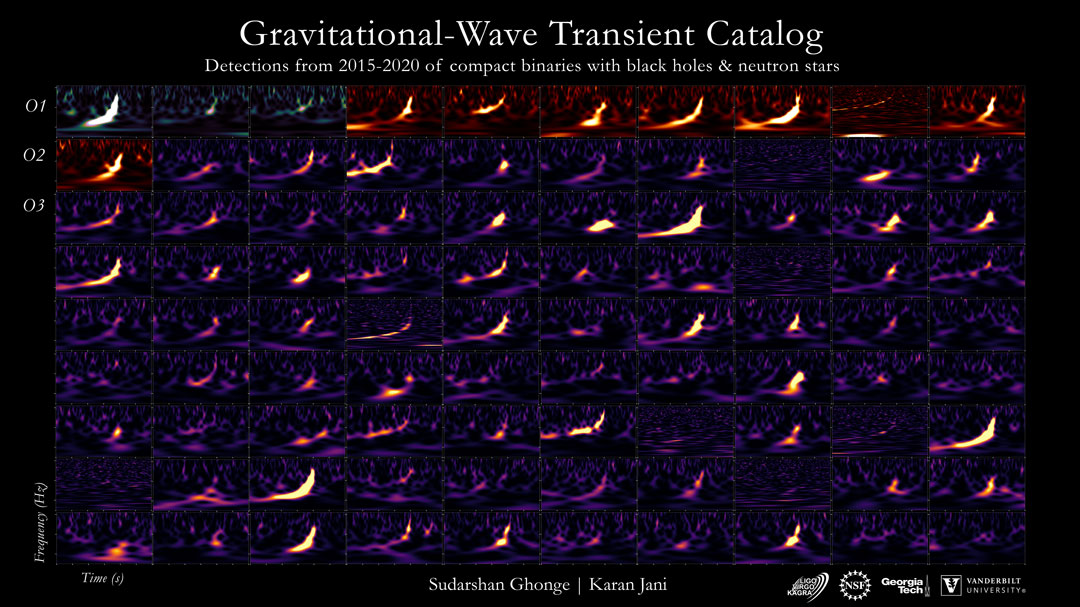 Gravitational-Wave Transient Catalog
Detections from 2015-2020 of compact binaries with black holes & neutron stars
O1
O2
O3
Frequency (Hz)
Time (s)
Sudarshan Ghonge | Karan Jani
LIGO
VIRGO
KAGRA
NSF
Georgia
Tech
V
VANDERBILT
UNIVERSITY®